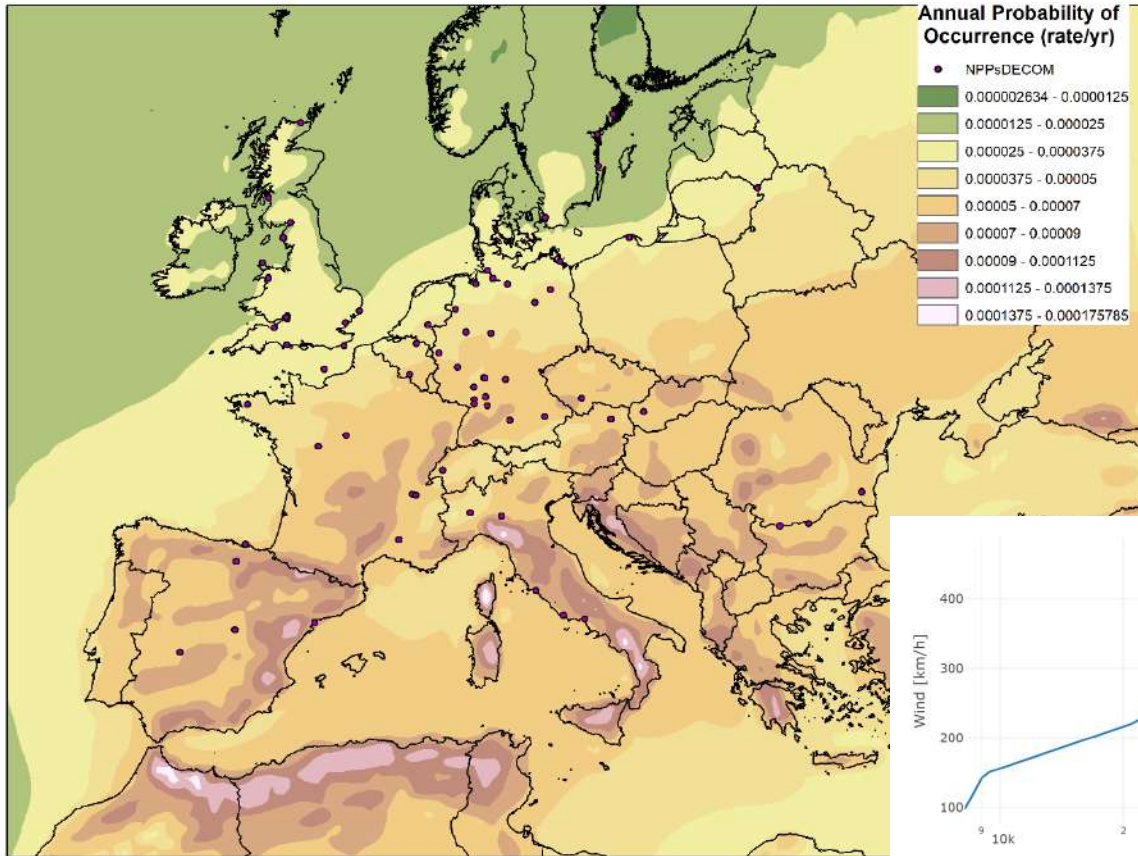 Annual Probability of
Occurrence (rate/yr)
NPPsDECOM
0.000002634 - 0.0000125
0.0000125 - 0.000025
0.000025 - 0.0000375
0.0000375 - 0.00005
0.00005 - 0.00007
0.00007 - 0.00009
0.00009 - 0.0001125
0.0001125 - 0.0001375
0.0001375 - 0.000175785
400
300
200
100
Wind [km/h]
9
10k
2